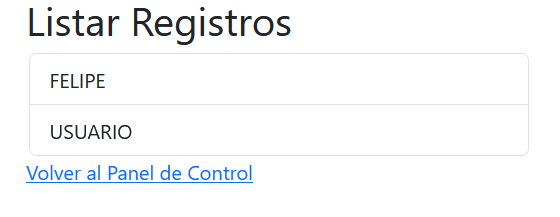 Listar Registros
FELIPE
USUARIO
Volver al Panel de Control